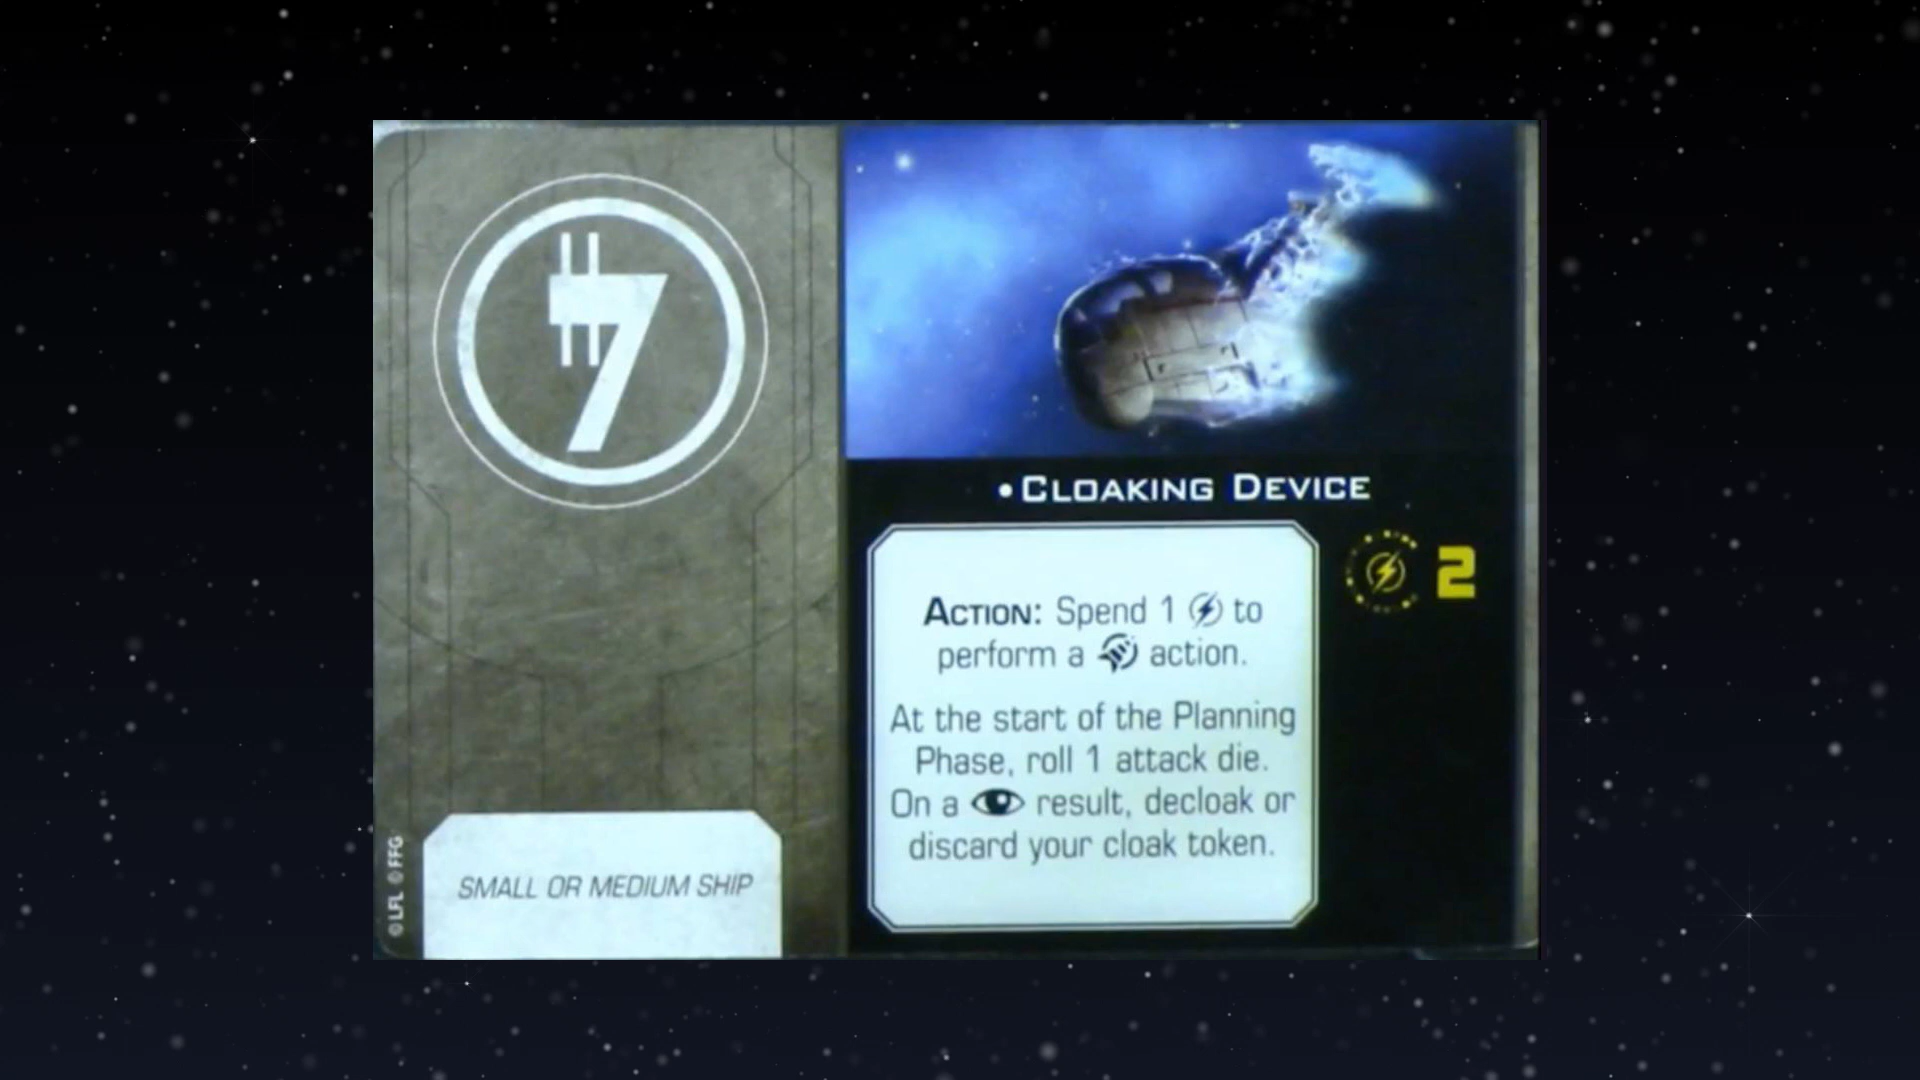 •Cloaking Device
2
Action: Spend 1 to
perform a action.
At the start of the Planning
Phase, roll 1 attack die.
On a result, decloak or
discard your cloak token.
SMALL OR MEDIUM SHIP
©LFL ©FFG